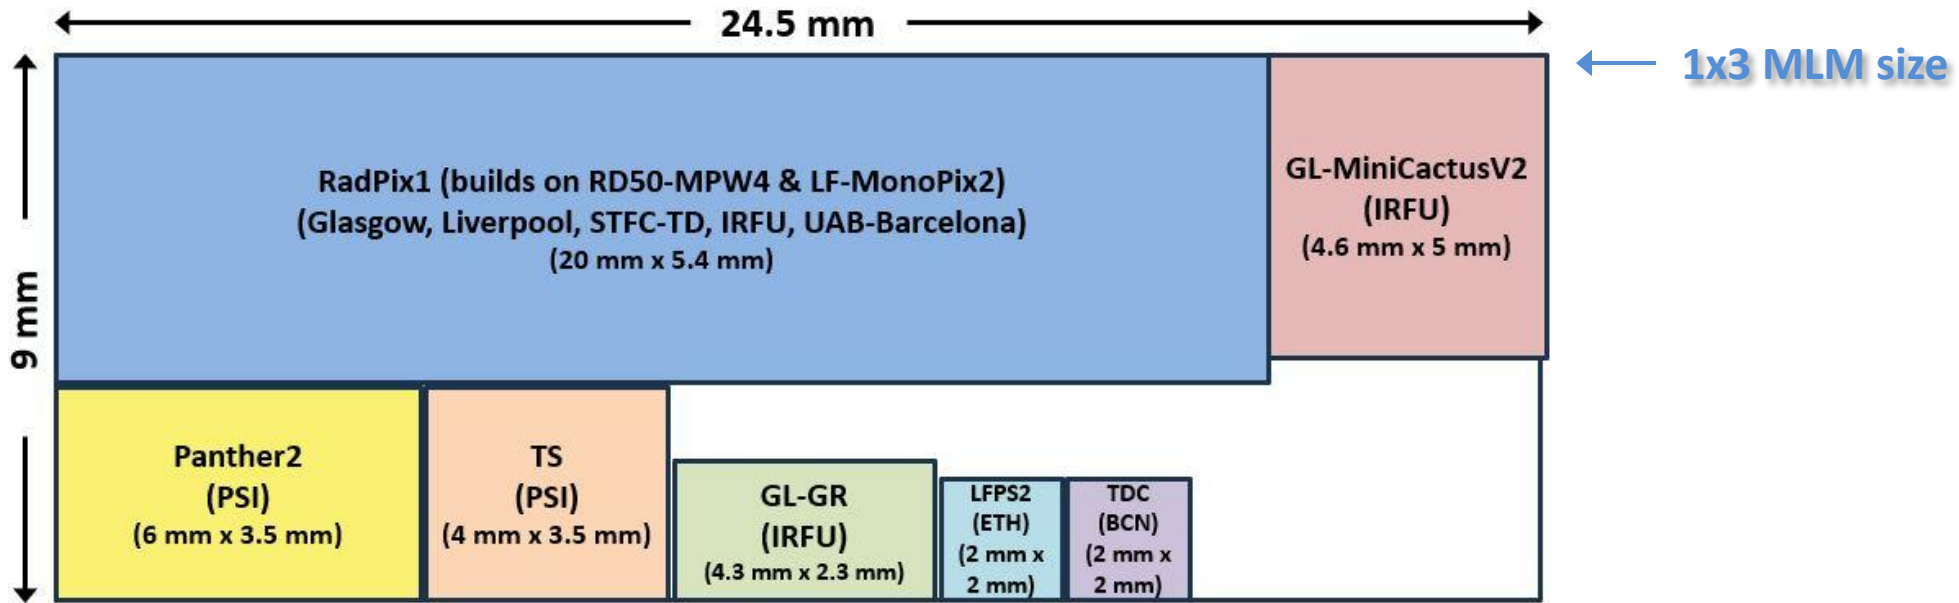 24.5 mm
1x3 MLM size
9 mm
RadPix1 (builds on RD50-MPW4 & LF-MonoPix2)
(Glasgow, Liverpool, STFC-TD, IRFU, UAB-Barcelona)
(20 mm x 5.4 mm)
GL-MiniCactusV2
(IRFU)
(4.6 mm x 5 mm)
Panther2
(PSI)
(6 mm x 3.5 mm)
TS
(PSI)
(4 mm x 3.5 mm)
GL-GR
(IRFU)
(4.3 mm x 2.3 mm)
LFPS2
(ETH)
(2 mm x
2 mm)
TDC
(BCN)
(2 mm x
2 mm)